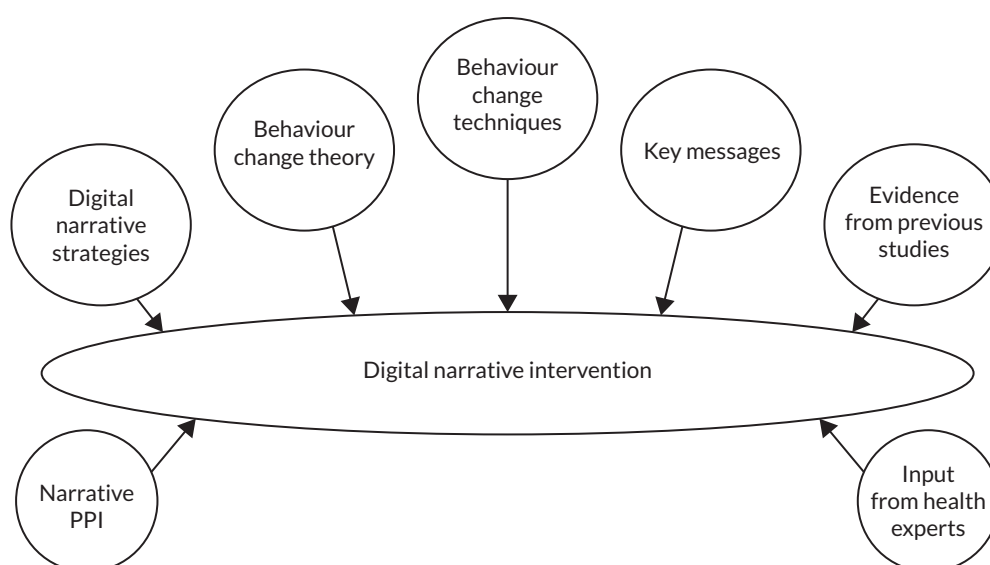 Behaviour
change
techniques
Behaviour
change theory
Key messages
Digital
narrative
strategies
Evidence
from previous
studies
Digital narrative intervention
Narrative
PPI
Input
from health
experts